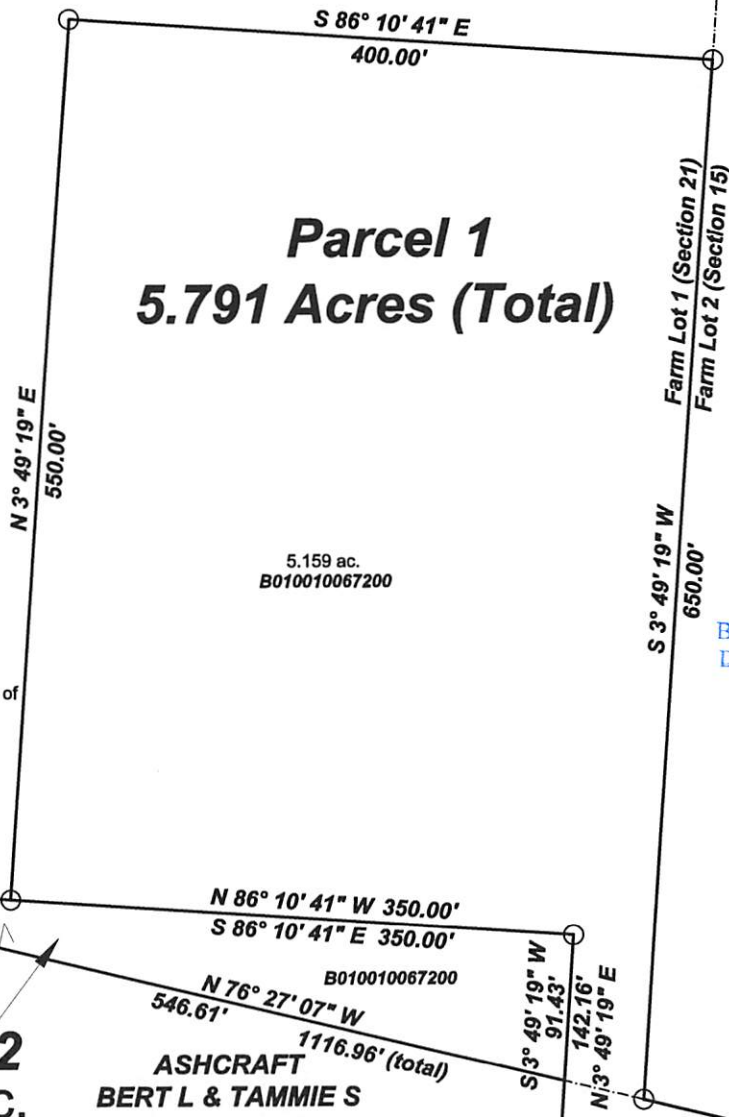 S 86° 10' 41" E
400.00'
Farm Lot 1 (Section 21)
Farm Lot 2 (Section 15)
Parcel 1
5.791 Acres (Total)
N 3° 49' 19" E
550.00'
S 3° 49' 19" W
650.00'
5.159 ac.
B010010067200
of
N 86° 10' 41" W 350.00'
S 86° 10' 41" E 350.00'
B010010067200
N 76° 27' 07" W
546.61'
1116.96' (total)
S 3° 49' 19" W
91.43'
142.16'
N 3° 49' 19" E
2
ASHCRAFT
BERT L & TAMMIE S